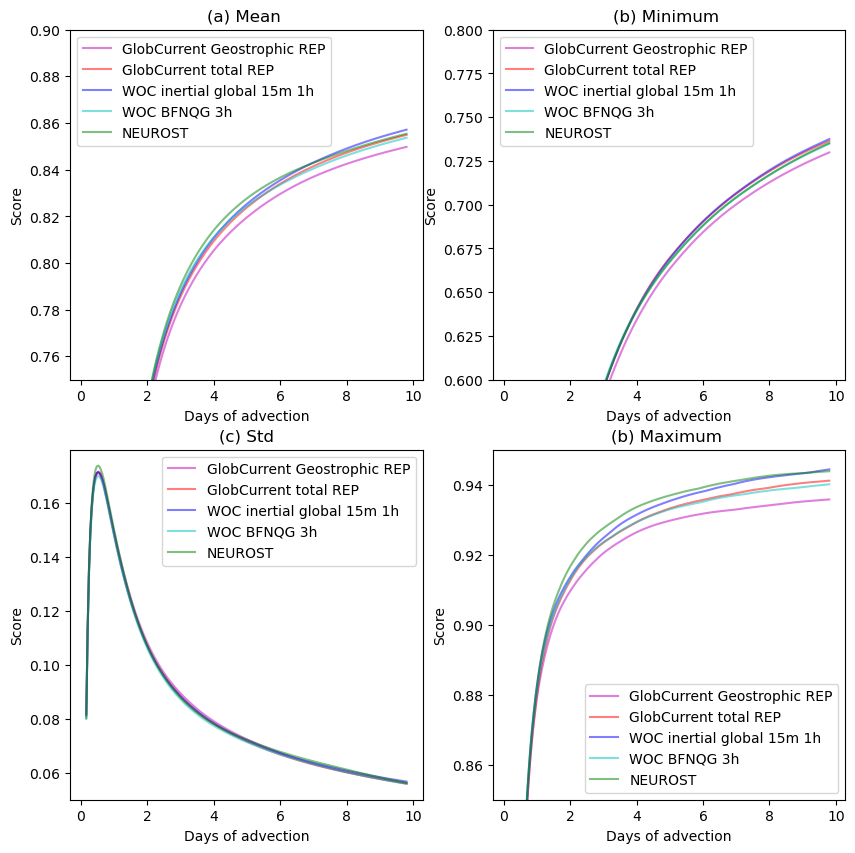 (a) Mean
0.90
0.88
0.86
0.84
0.82
0.80
0.78
0.76
Score
GlobCurrent Geostrophic REP
GlobCurrent total REP
WOC inertial global 15m 1h
WOC BFNQG 3h
NEUROST
0 2 4 6 8 10
Days of advection
(b) Minimum
0.800
0.775
0.750
0.725
0.700
0.675
0.650
0.625
0.600
Score
GlobCurrent Geostrophic REP
GlobCurrent total REP
WOC inertial global 15m 1h
WOC BFNQG 3h
NEUROST
0 2 4 6 8 10
Days of advection
(c) Std
0.16
0.14
0.12
0.10
0.08
0.06
Score
GlobCurrent Geostrophic REP
GlobCurrent total REP
WOC inertial global 15m 1h
WOC BFNQG 3h
NEUROST
0 2 4 6 8 10
Days of advection
(b) Maximum
0.94
0.92
0.90
0.88
0.86
Score
GlobCurrent Geostrophic REP
GlobCurrent total REP
WOC inertial global 15m 1h
WOC BFNQG 3h
NEUROST
0 2 4 6 8 10
Days of advection